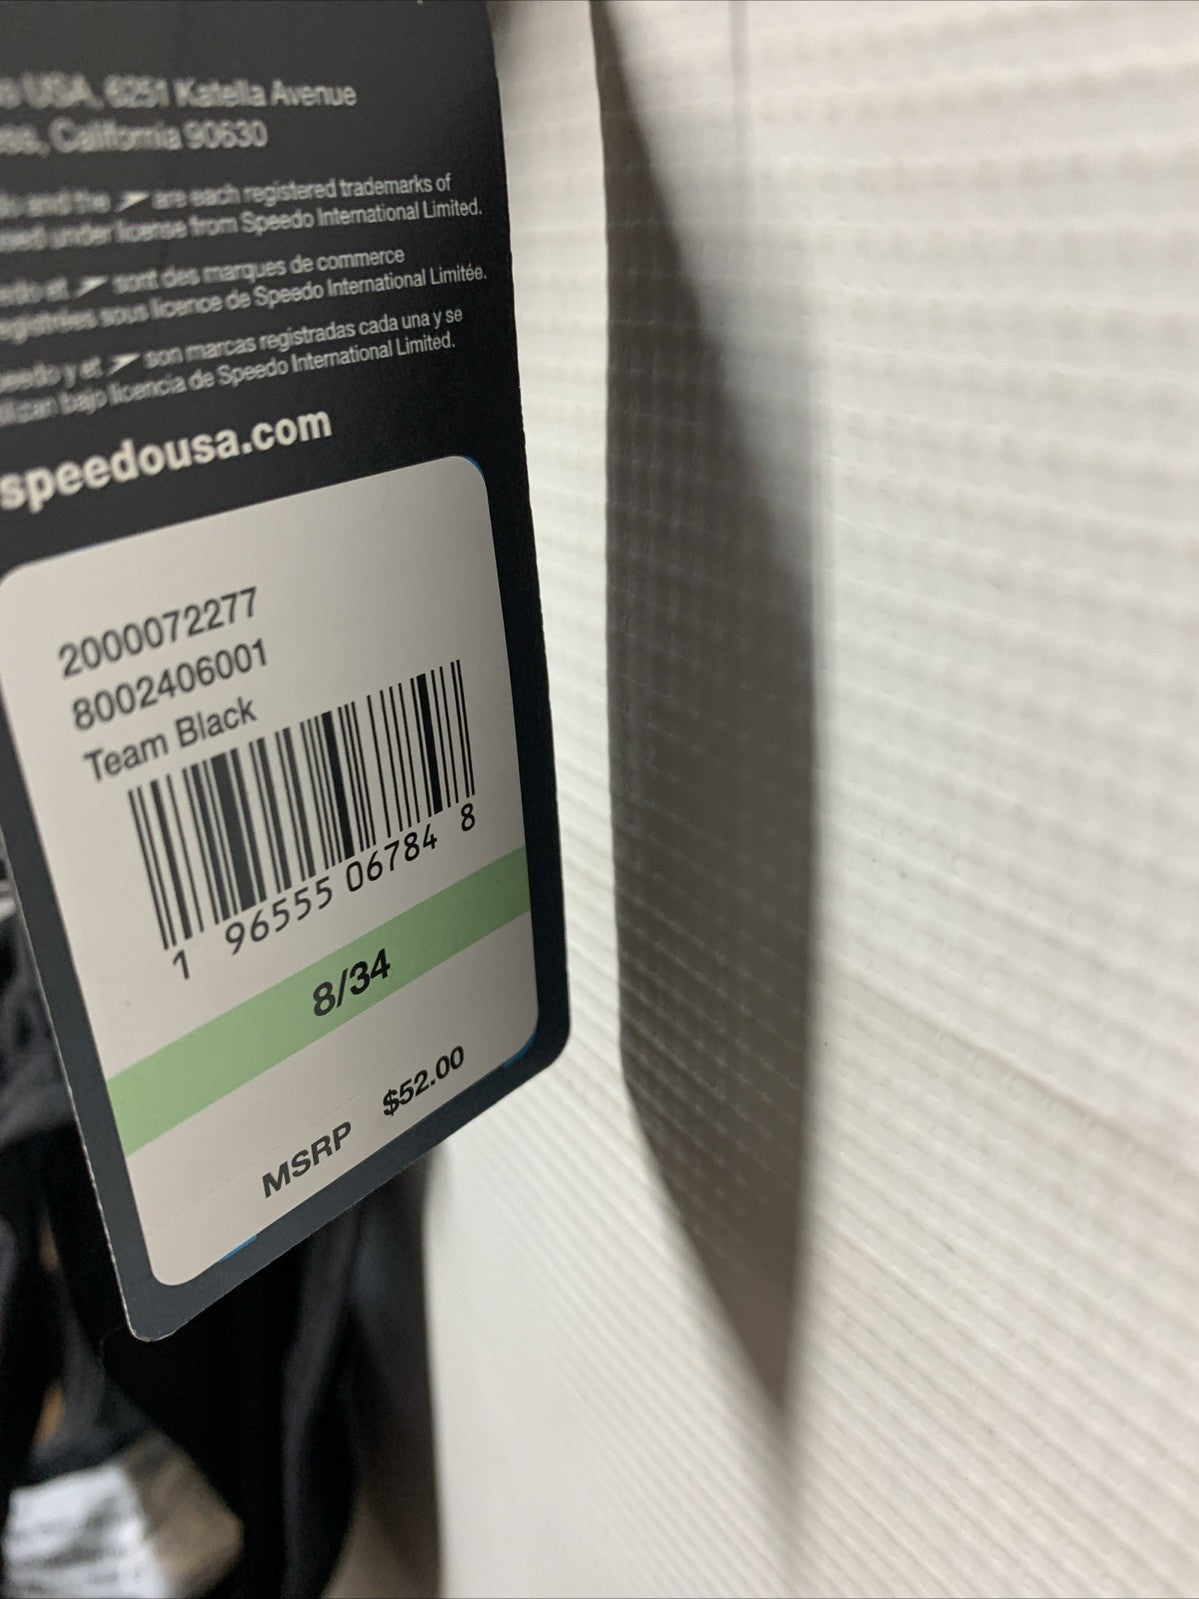 USA, 6251 Katella Avenue
California 90630
and the are each registered trademarks of
used under license from Speedo International Limited.
et sont des marques de commerce
sous licence de Speedo International Limitée.
y et son marcas registradas cada una y se
bajo licencia de Speedo International Limited.
speedousa.com
2000072277
8002406001
Team Black
1 96555 06784 8
8/34
MSRP $52.00